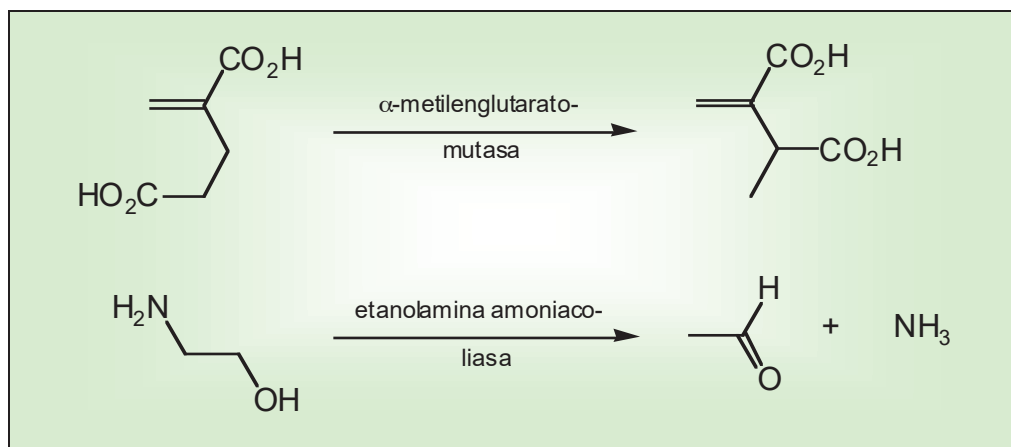 CO2H
CO2H
α-metilenglutarato-
mutasa
CO2H
HO2C
H
H2N
etanolamina amoniaco-
+ NH3
liasa
O
OH